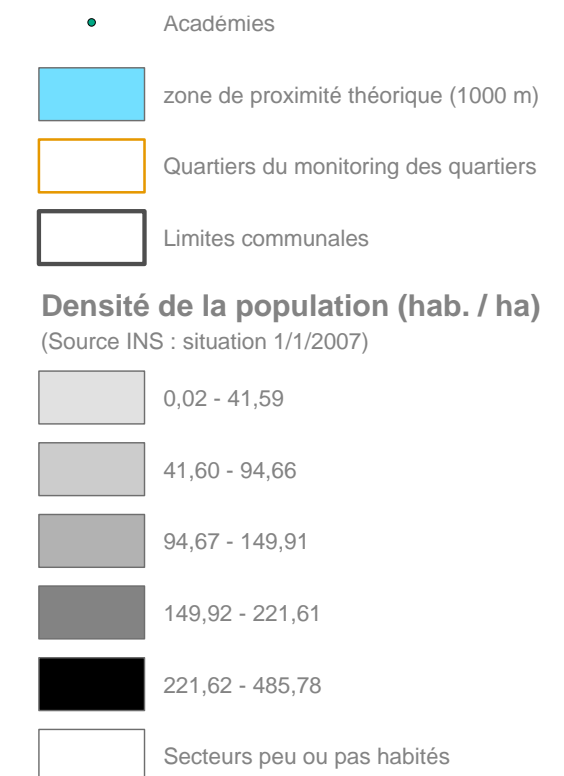 Académies
zone de proximité théorique (1000 m)
Quartiers du monitoring des quartiers
Limites communales
Densité de la population (hab. / ha)
(Source INS : situation 1/1/2007)
0,02 - 41,59
41,60 - 94,66
94,67 - 149,91
149,92 - 221,61
221,62 - 485,78
Secteurs peu ou pas habités